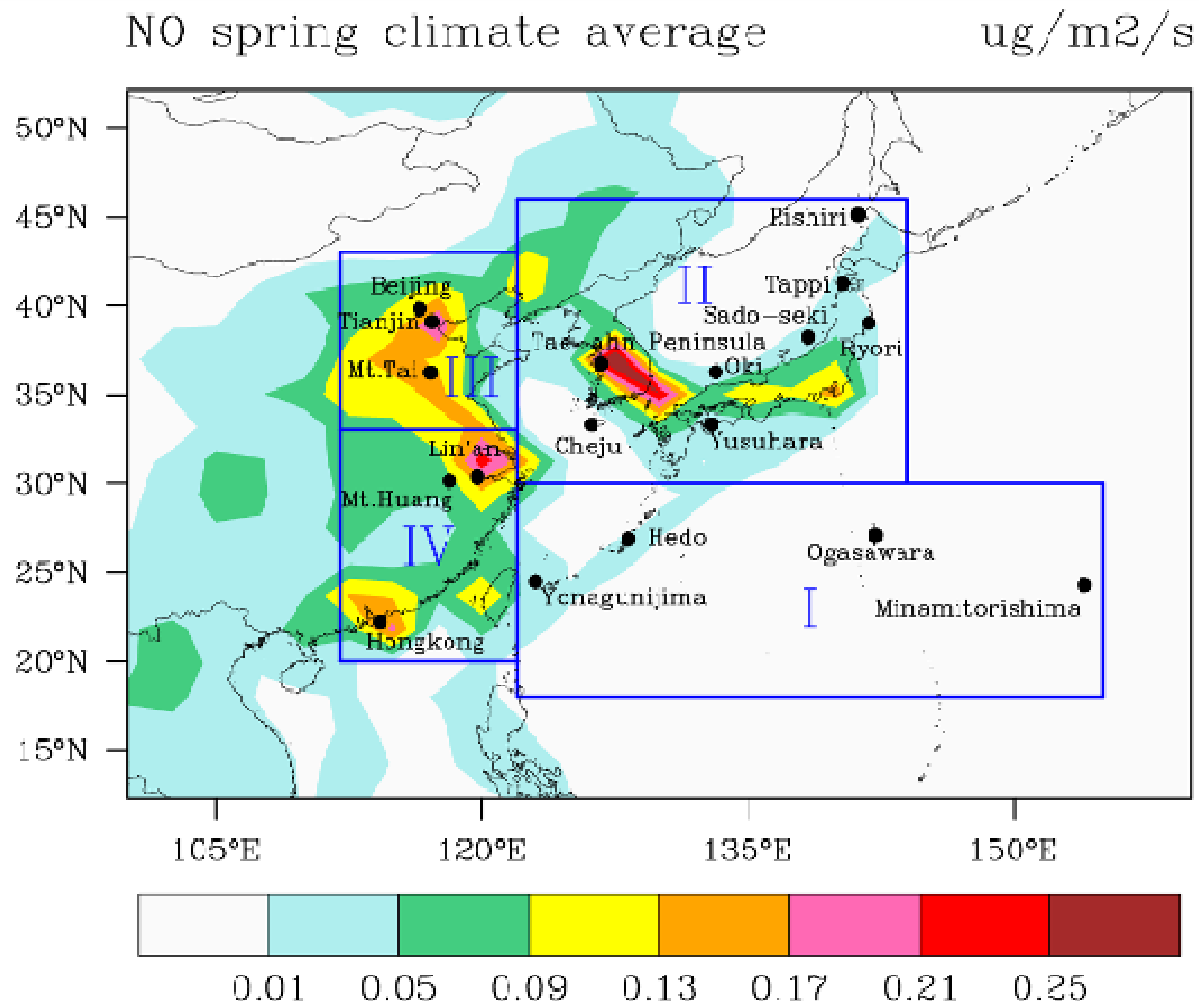 NO spring climate average ug/m2/s
50°N
45°N
Rishiri
II
40°N
Beijing
Tappi
Tianjin
Sado-seki
Tae-ahn Peninsula
Ryori
Mt.Tai
III
Oki
35°N
Cheju
Yusuhara
Lin'an
30°N
Mt.Huang
IV
Hedo
Ogasawara
25°N
Yonagunijima
I
Minamitorishima
Hongkong
20°N
15°N
105°E 120°E 135°E 150°E
0.01 0.05 0.09 0.13 0.17 0.21 0.25